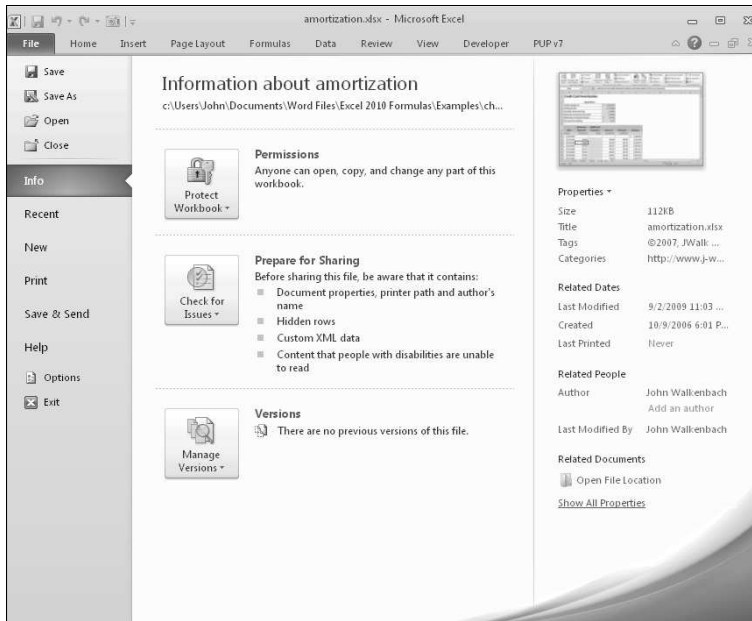 amortization.xlsx - Microsoft Excel
File Home Insert Page Layout Formulas Data Review View Developer PUP v7
Save
Save As
Open
Close
Info
Recent
New
Print
Save & Send
Help
Options
Exit
Information about amortization
c:\Users\John\Documents\Word Files\Excel 2010 Formulas\Examples\ch...
Protect
Workbook
Permissions
Anyone can open, copy, and change any part of this
workbook.
Check for
Issues
Prepare for Sharing
Before sharing this file, be aware that it contains:
Document properties, printer path and author's
name
Hidden rows
Custom XML data
Content that people with disabilities are unable
to read
Manage
Versions
Versions
There are no previous versions of this file.
Properties
Size 112KB
Title amortization.xlsx
Tags ©2007, JWalk ...
Categories http://www.j-w...
Related Dates
Last Modified 9/2/2009 11:03 ...
Created 10/9/2006 6:01 P...
Last Printed Never
Related People
Author John Walkenbach
Add an author
Last Modified By John Walkenbach
Related Documents
Open File Location
Show All Properties